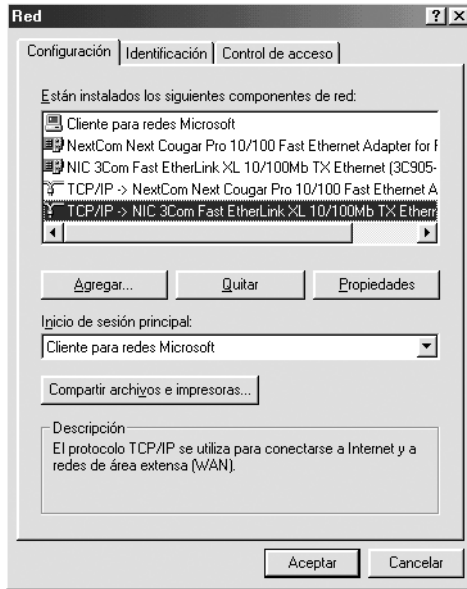 Red
Configuración Identificación Control de acceso
Están instalados los siguientes componentes de red:
Cliente para redes Microsoft
NextCom Next Cougar Pro 10/100 Fast Ethernet Adapter for
NIC 3Com Fast EtherLink XL 10/100Mb TX Ethernet (3C905-
TCP/IP -> NextCom Next Cougar Pro 10/100 Fast Ethernet A
TCP/IP -> NIC 3Com Fast EtherLink XL 10/100Mb TX Ethern
Agregar... Quitar Propiedades
Inicio de sesión principal:
Cliente para redes Microsoft
Compartir archivos e impresoras...
Descripción
El protocolo TCP/IP se utiliza para conectarse a Internet y a
redes de área extensa (WAN).
Aceptar Cancelar